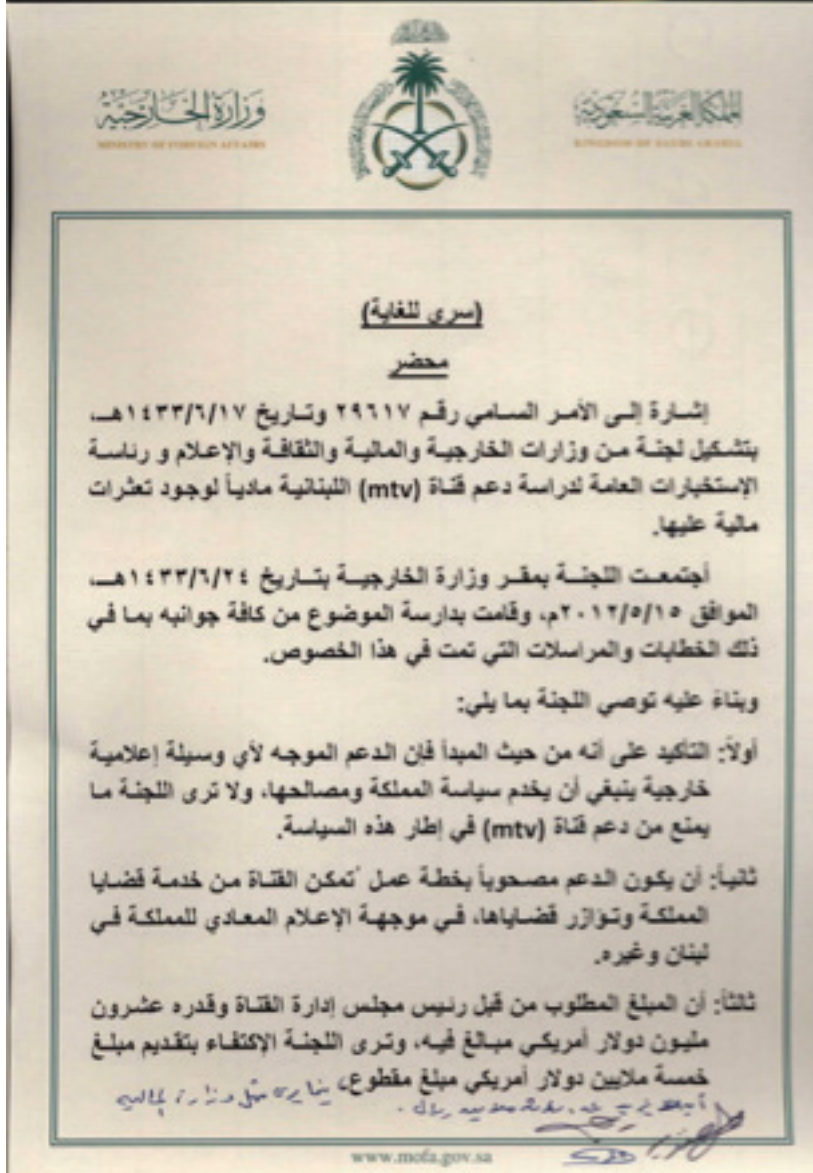 المملكة العربية السعودية
KINGDOM OF SAUDI ARABIA
وزارة الخارجية
MINISTRY OF FOREIGN AFFAIRS
(سري للغاية)
محضر
إشارة إلى الأمر السامي رقم ٢٩٦١٧ وتاريخ ١٤٣٣/٦/١٧هـ،
بتشكيل لجنة من وزارات الخارجية والمالية والثقافة والإعلام و رئاسة
الإستخبارات العامة لدراسة دعم قناة (mtv) اللبنانية مادياً لوجود تعثرات
مالية عليها.
أجتمعت اللجنة بمقر وزارة الخارجية بتاريخ ١٤٣٣/٦/٢٤هـ،
الموافق ٢٠١٢/٥/١٥م، وقامت بدارسة الموضوع من كافة جوانبه بما في
ذلك الخطابات والمراسلات التي تمت في هذا الخصوص.
وبناءً عليه توصي اللجنة بما يلي:
أولاً: التأكيد على أنه من حيث المبدأ فإن الدعم الموجه لأي وسيلة إعلامية
خارجية ينبغي أن يخدم سياسة المملكة ومصالحها، ولا ترى اللجنة ما
يمنع من دعم قناة (mtv) في إطار هذه السياسة.
ثانياً: أن يكون الدعم مصحوباً بخطة عمل ُتمكن القناة من خدمة قضايا
المملكة وتؤازر قضاياها، في موجهة الإعلام المعادي للمملكة في
لبنان وغيره.
ثالثاً: أن المبلغ المطلوب من قبل رئيس مجلس إدارة القناة وقدره عشرون
مليون دولار أمريكي مبالغ فيه، وترى اللجنة الإكتفاء بتقديم مبلغ
خمسة ملايين دولار أمريكي مبلغ مقطوع، وزارة المالية
www.mofa.gov.sa